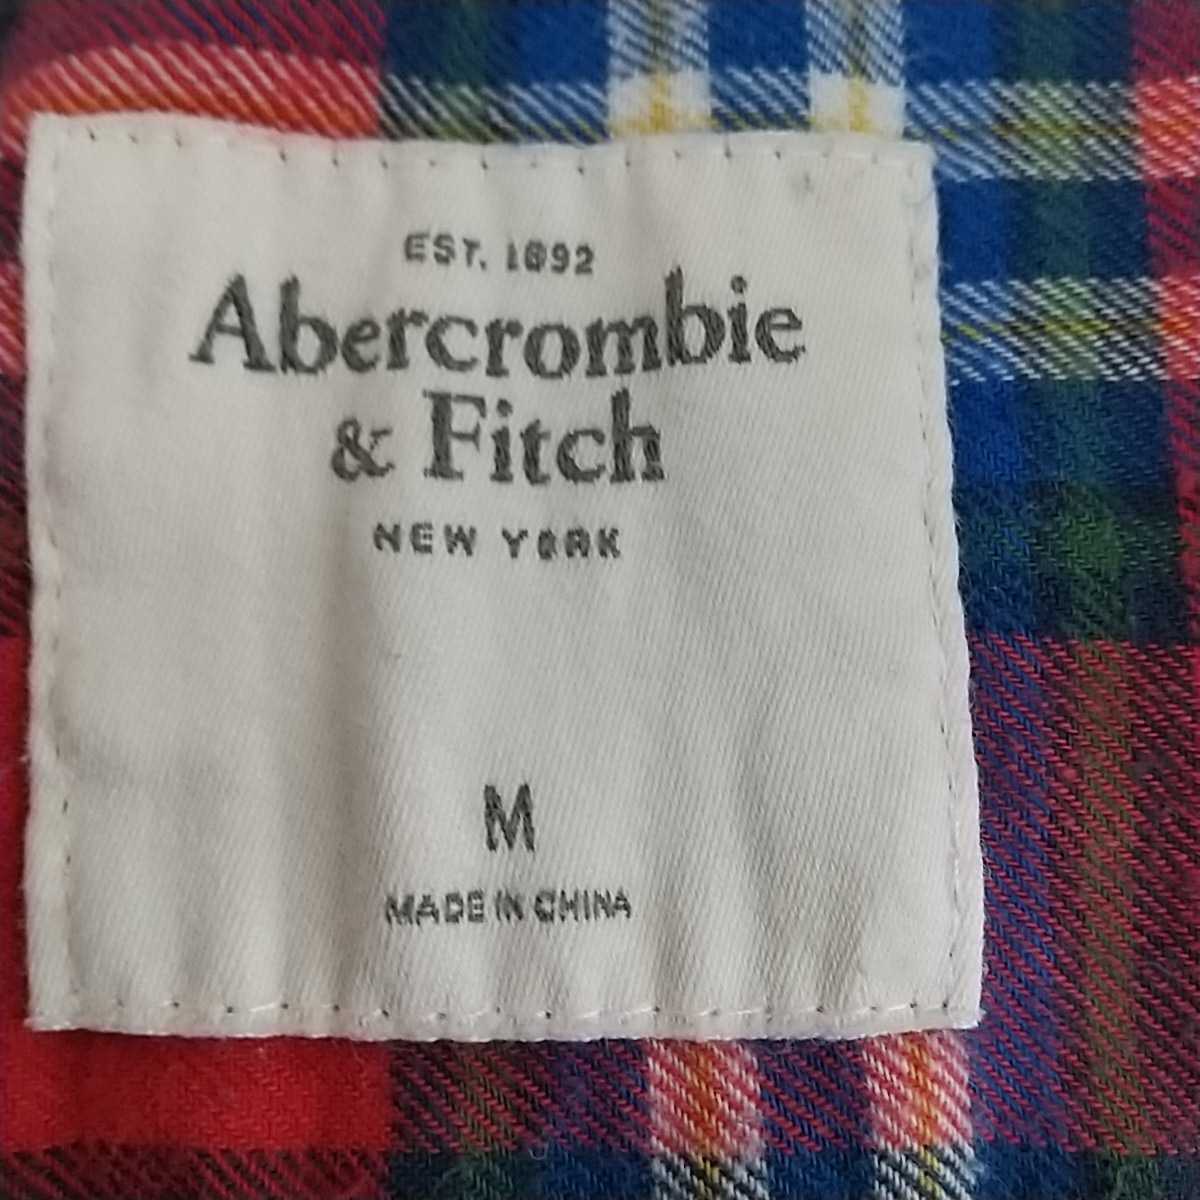 EST. 1892
Abercrombie
& Fitch
NEW YORK
M
MADE IN CHINA